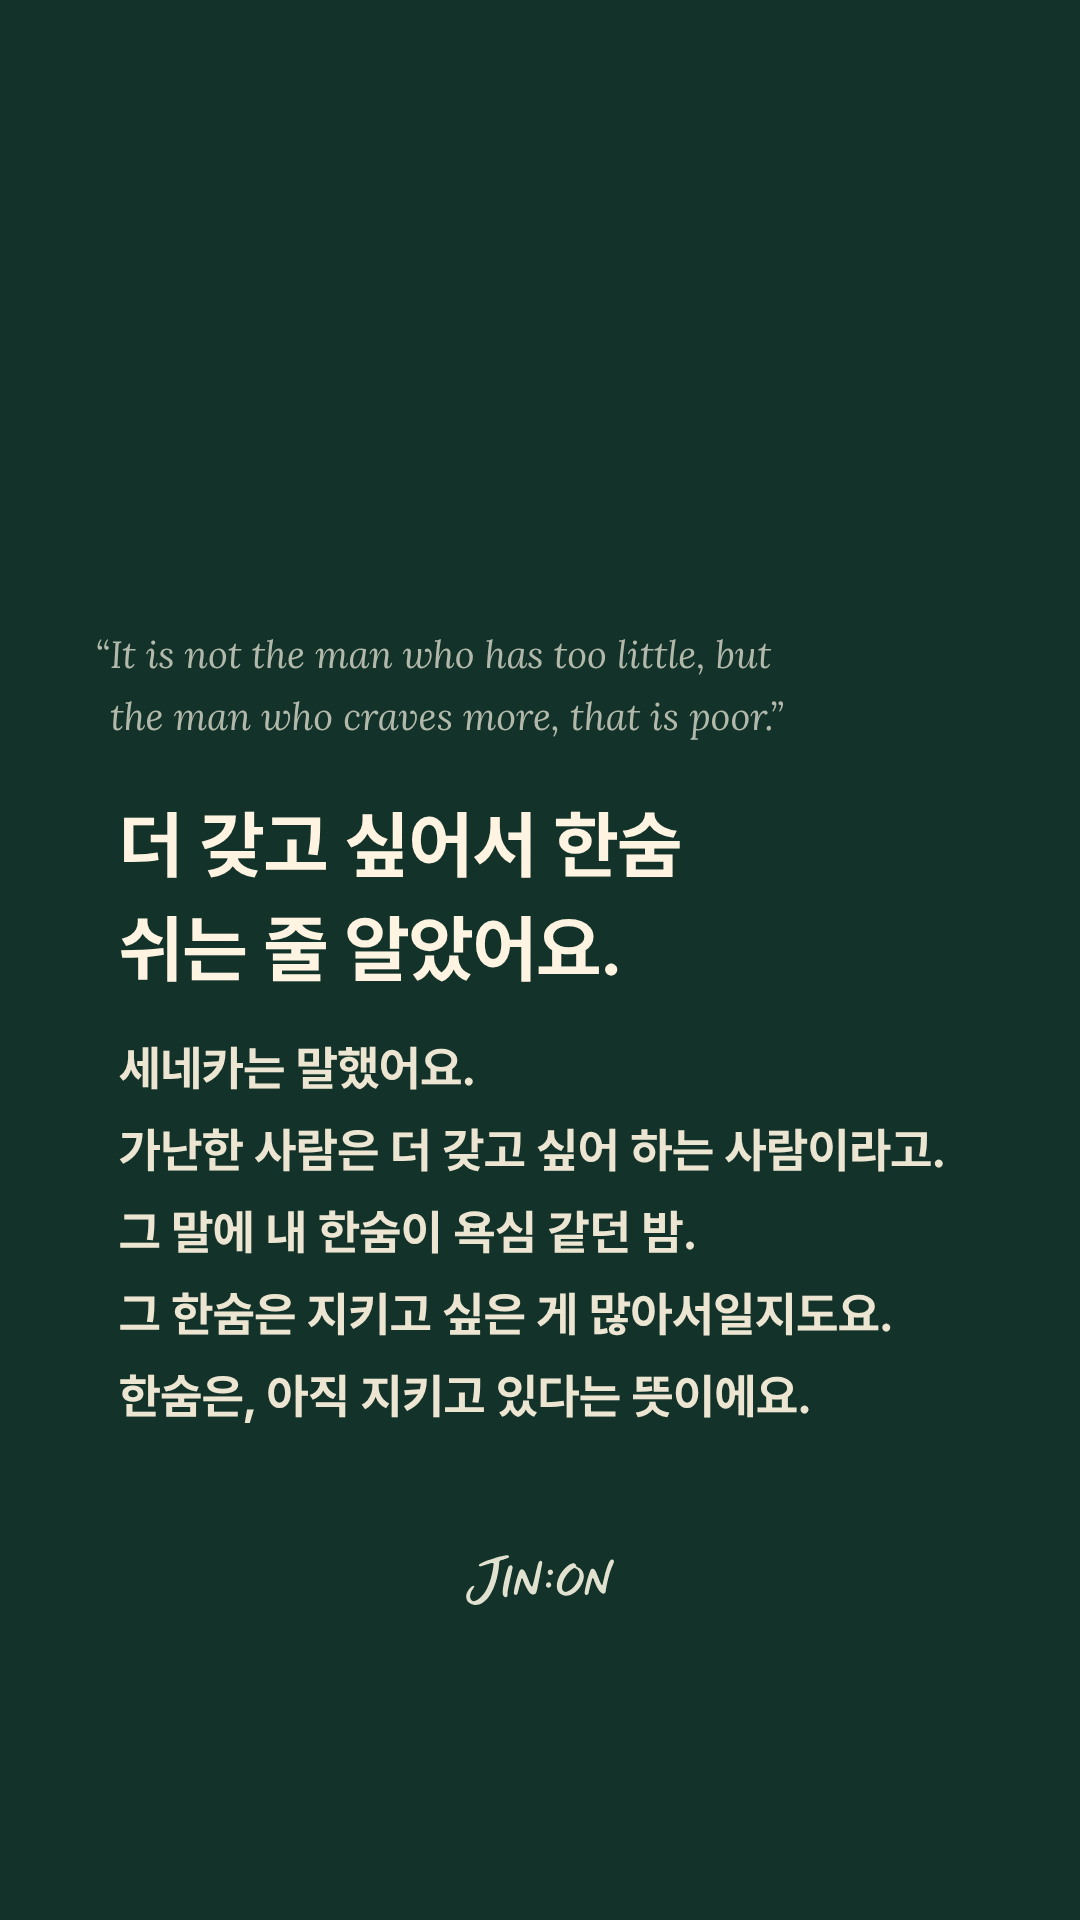 “It is not the man who has too little, but
the man who craves more, that is poor.”
더 갖고 싶어서 한숨
쉬는 줄 알았어요.
세네카는 말했어요.
가난한 사람은 더 갖고 싶어 하는 사람이라고.
그 말에 내 한숨이 욕심 같던 밤.
그 한숨은 지키고 싶은 게 많아서일지도요.
한숨은, 아직 지키고 있다는 뜻이에요.
JIN:ON